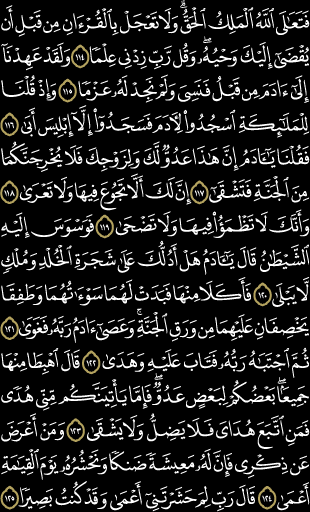 فَتَعَٰلَى ٱللَّهُ ٱلْمَلِكُ ٱلْحَقُّ ۗ وَلَا تَعْجَلْ بِٱلْقُرْءَانِ مِن قَبْلِ أَن
يُقْضَىٰٓ إِلَيْكَ وَحْيُهُۥ ۖ وَقُل رَّبِّ زِدْنِى عِلْمًا ١١٤ وَلَقَدْ عَهِدْنَآ
إِلَىٰٓ ءَادَمَ مِن قَبْلُ فَنَسِىَ وَلَمْ نَجِدْ لَهُۥ عَزْمًا ١١٥ وَإِذْ قُلْنَا
لِلْمَلَٰٓئِكَةِ ٱسْجُدُوا۟ لِءَادَمَ فَسَجَدُوٓا۟ إِلَّآ إِبْلِيسَ أَبَىٰ ١١٦
فَقُلْنَا يَٰٓـَٔادَمُ إِنَّ هَٰذَا عَدُوٌّ لَّكَ وَلِزَوْجِكَ فَلَا يُخْرِجَنَّكُمَا
مِنَ ٱلْجَنَّةِ فَتَشْقَىٰٓ ١١٧ إِنَّ لَكَ أَلَّا تَجُوعَ فِيهَا وَلَا تَعْرَىٰ ١١٨
وَأَنَّكَ لَا تَظْمَؤُا۟ فِيهَا وَلَا تَضْحَىٰ ١١٩ فَوَسْوَسَ إِلَيْهِ
ٱلشَّيْطَٰنُ قَالَ يَٰٓـَٔادَمُ هَلْ أَدُلُّكَ عَلَىٰ شَجَرَةِ ٱلْخُلْدِ وَمُلْكٍ
لَّا يَبْلَىٰ ١٢٠ فَأَكَلَا مِنْهَا فَبَدَتْ لَهُمَا سَوْءَٰتُهُمَا وَطَفِقَا
يَخْصِفَانِ عَلَيْهِمَا مِن وَرَقِ ٱلْجَنَّةِ ۚ وَعَصَىٰٓ ءَادَمُ رَبَّهُۥ فَغَوَىٰ ١٢١
ثُمَّ ٱجْتَبَٰهُ رَبُّهُۥ فَتَابَ عَلَيْهِ وَهَدَىٰ ١٢٢ قَالَ ٱهْبِطَا مِنْهَا
جَمِيعًۢا ۖ بَعْضُكُمْ لِبَعْضٍ عَدُوٌّ ۖ فَإِمَّا يَأْتِيَنَّكُم مِّنِّى هُدًى
فَمَنِ ٱتَّبَعَ هُدَاىَ فَلَا يَضِلُّ وَلَا يَشْقَىٰ ١٢٣ وَمَنْ أَعْرَضَ
عَن ذِكْرِى فَإِنَّ لَهُۥ مَعِيشَةً ضَنكًا وَنَحْشُرُهُۥ يَوْمَ ٱلْقِيَٰمَةِ
أَعْمَىٰ ١٢٤ قَالَ رَبِّ لِمَ حَشَرْتَنِىٓ أَعْمَىٰ وَقَدْ كُنتُ بَصِيرًا ١٢٥